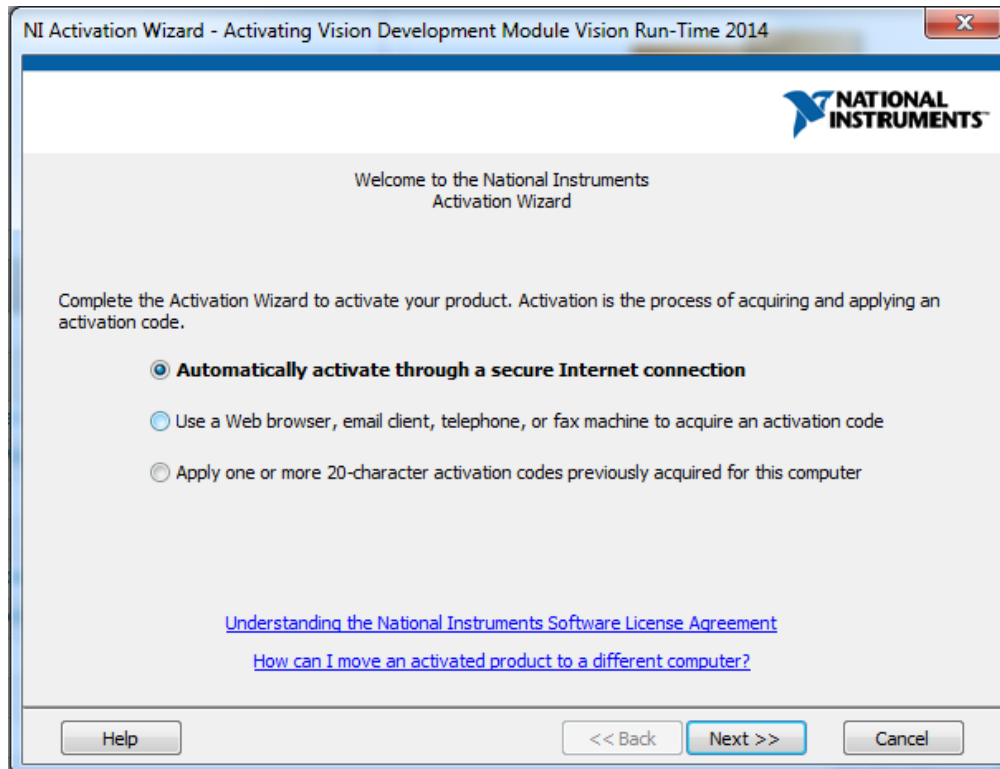 NI Activation Wizard - Activating Vision Development Module Vision Run-Time 2014
X
NATIONAL
INSTRUMENTS™
Welcome to the National Instruments
Activation Wizard
Complete the Activation Wizard to activate your product. Activation is the process of acquiring and applying an
activation code.
Automatically activate through a secure Internet connection
Use a Web browser, email client, telephone, or fax machine to acquire an activation code
Apply one or more 20-character activation codes previously acquired for this computer
Understanding the National Instruments Software License Agreement
How can I move an activated product to a different computer?
Help
<< Back
Next >>
Cancel